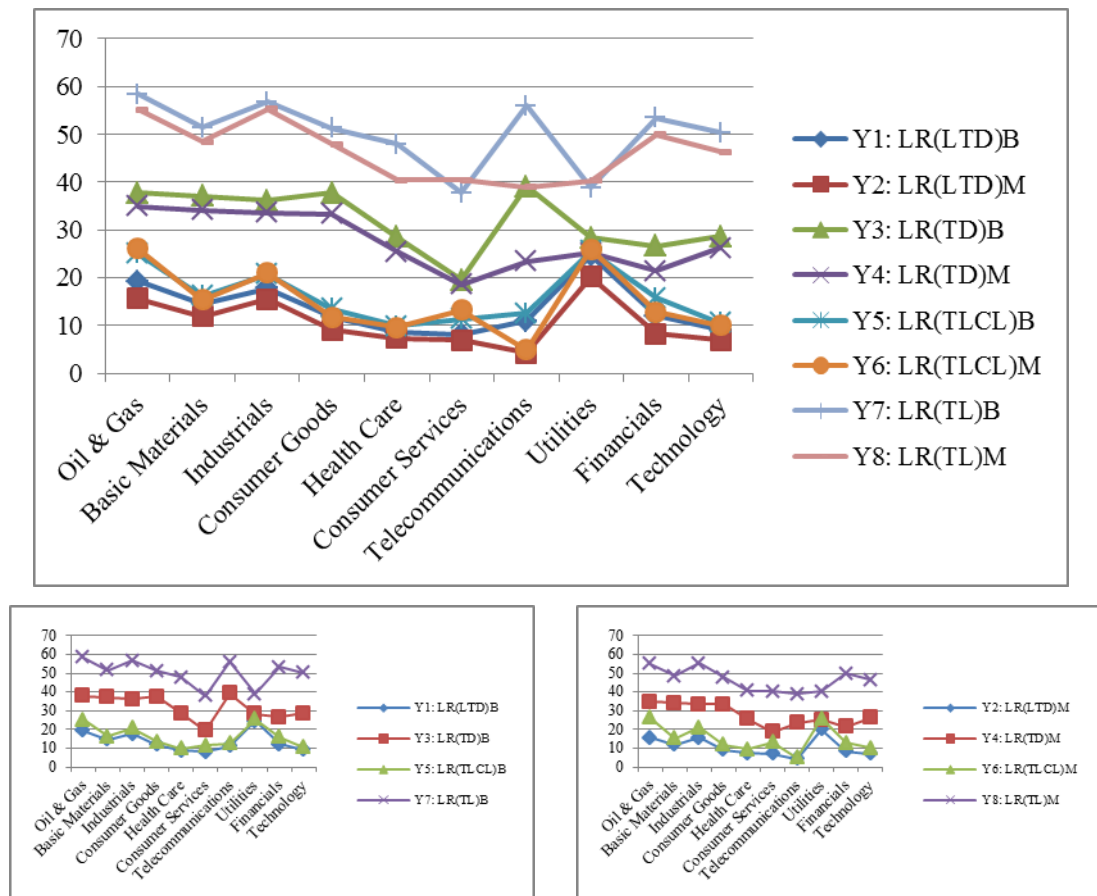 70
60
50
40
30
20
10
0
Oil & Gas
Basic Materials
Industrials
Consumer Goods
Health Care
Consumer Services
Telecommunications
Utilities
Financials
Technology
Y1: LR(LTD)B
Y2: LR(LTD)M
Y3: LR(TD)B
Y4: LR(TD)M
Y5: LR(TLCL)B
Y6: LR(TLCL)M
Y7: LR(TL)B
Y8: LR(TL)M
70
60
50
40
30
20
10
0
Oil & Gas
Basic Materials
Industrials
Consumer Goods
Health Care
Consumer Services
Telecommunications
Utilities
Financials
Technology
Y1: LR(LTD)B
Y3: LR(TD)B
Y5: LR(TLCL)B
Y7: LR(TL)B
70
60
50
40
30
20
10
0
Oil & Gas
Basic Materials
Industrials
Consumer Goods
Health Care
Consumer Services
Telecommunications
Utilities
Financials
Technology
Y2: LR(LTD)M
Y4: LR(TD)M
Y6: LR(TLCL)M
Y8: LR(TL)M